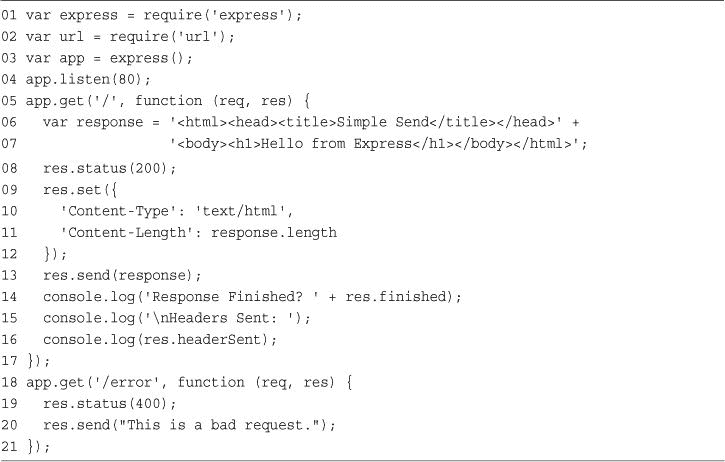 01 var express = require('express');
02 var url = require('url');
03 var app = express();
04 app.listen(80);
05 app.get('/', function (req, res) {
06   var response = '<html><head><title>Simple Send</title></head>' +
07                  '<body><h1>Hello from Express</h1></body></html>';
08   res.status(200);
09   res.set({
10     'Content-Type': 'text/html',
11     'Content-Length': response.length
12   });
13   res.send(response);
14   console.log('Response Finished? ' + res.finished);
15   console.log('\nHeaders Sent: ');
16   console.log(res.headerSent);
17 });
18 app.get('/error', function (req, res) {
19   res.status(400);
20   res.send("This is a bad request.");
21 });